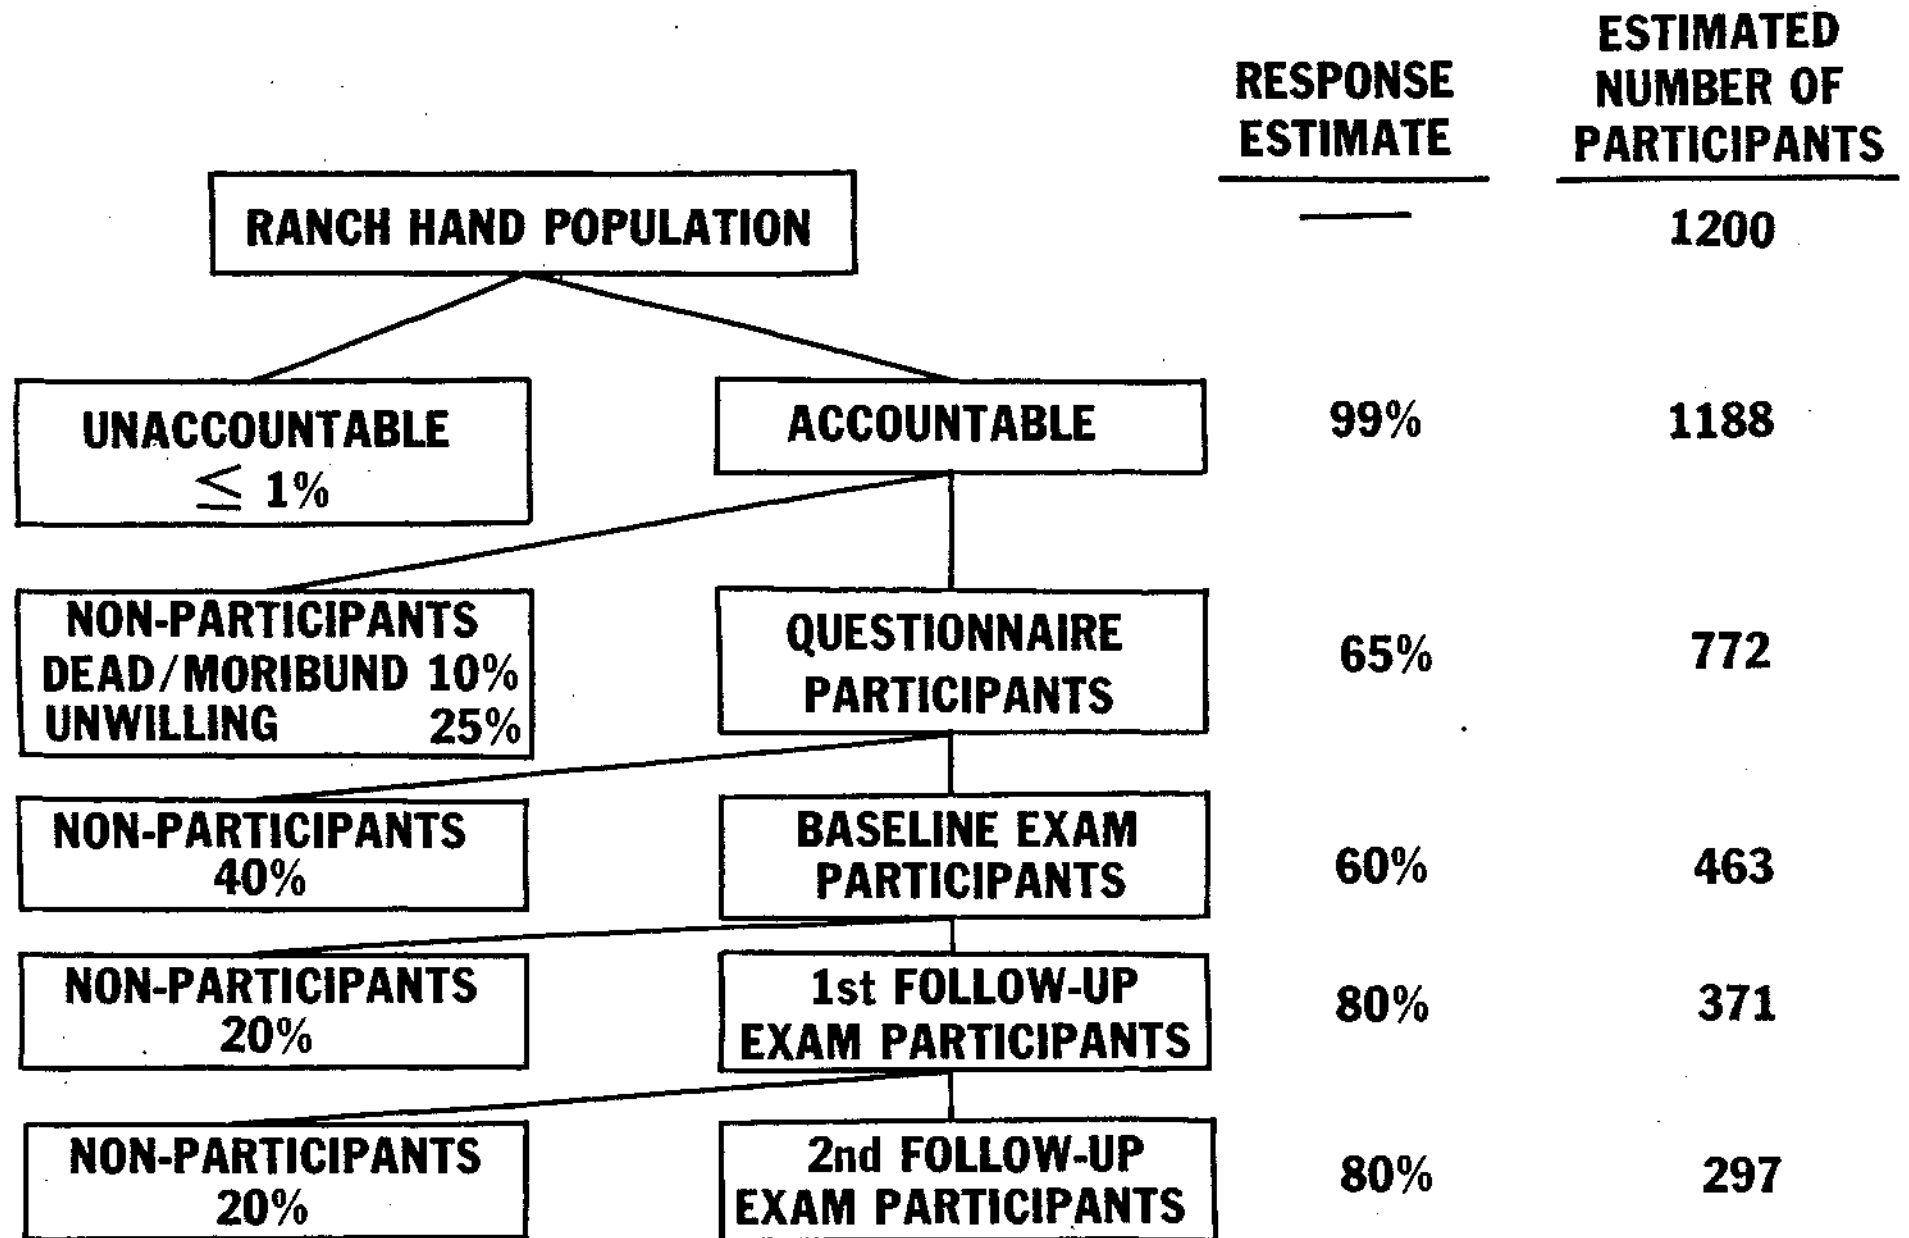 RESPONSE
ESTIMATE
ESTIMATED
NUMBER OF
PARTICIPANTS
RANCH HAND POPULATION
—
1200
UNACCOUNTABLE
≤ 1%
ACCOUNTABLE
99%
1188
NON-PARTICIPANTS
DEAD/MORIBUND 10%
UNWILLING 25%
QUESTIONNAIRE
PARTICIPANTS
65%
772
NON-PARTICIPANTS
40%
BASELINE EXAM
PARTICIPANTS
60%
463
NON-PARTICIPANTS
20%
1st FOLLOW-UP
EXAM PARTICIPANTS
80%
371
NON-PARTICIPANTS
20%
2nd FOLLOW-UP
EXAM PARTICIPANTS
80%
297